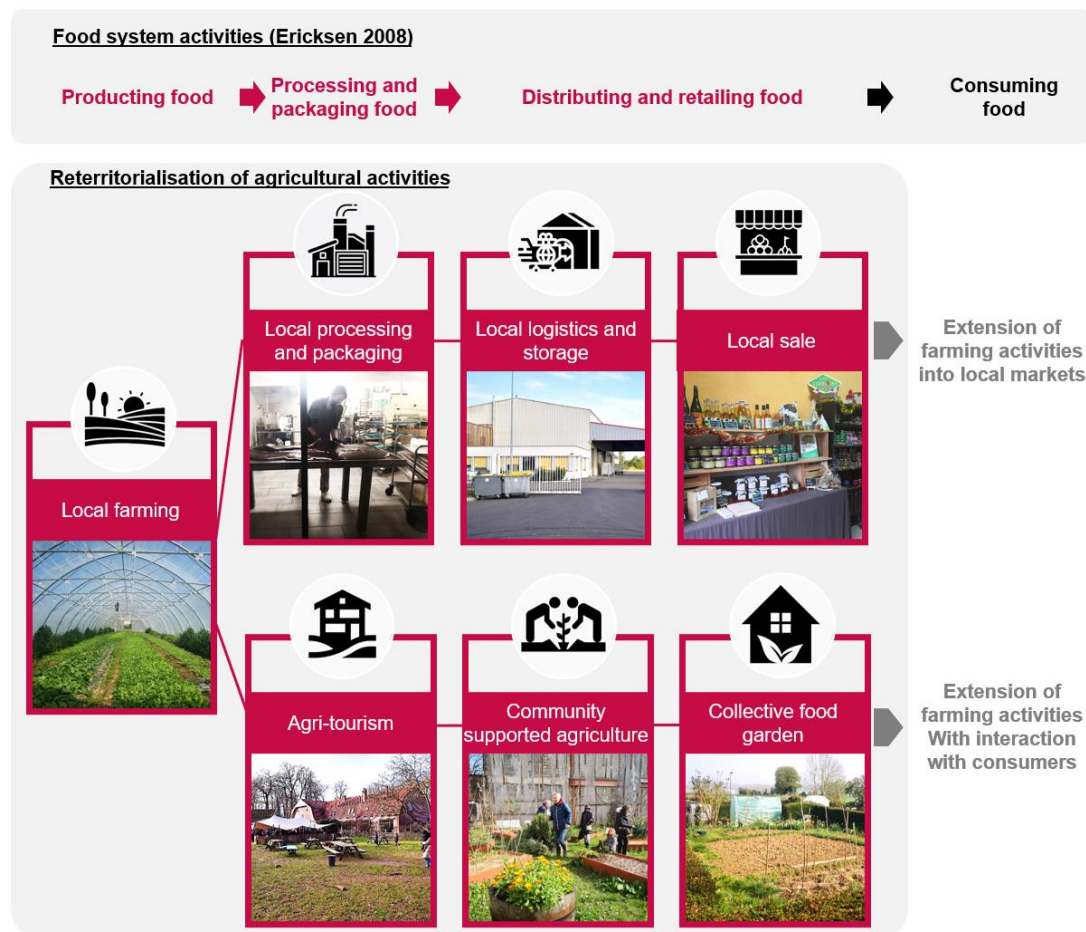 Food system activities (Ericksen 2008)
Producting food
Processing and
packaging food
Distributing and retailing food
Consuming
food
Reterritorialisation of agricultural activities
Local processing
and packaging
Local logistics and
storage
Local sale
Extension of
farming activities
into local markets
Local farming
Agri-tourism
Community
supported agriculture
Collective food
garden
Extension of
farming activities
With interaction
with consumers